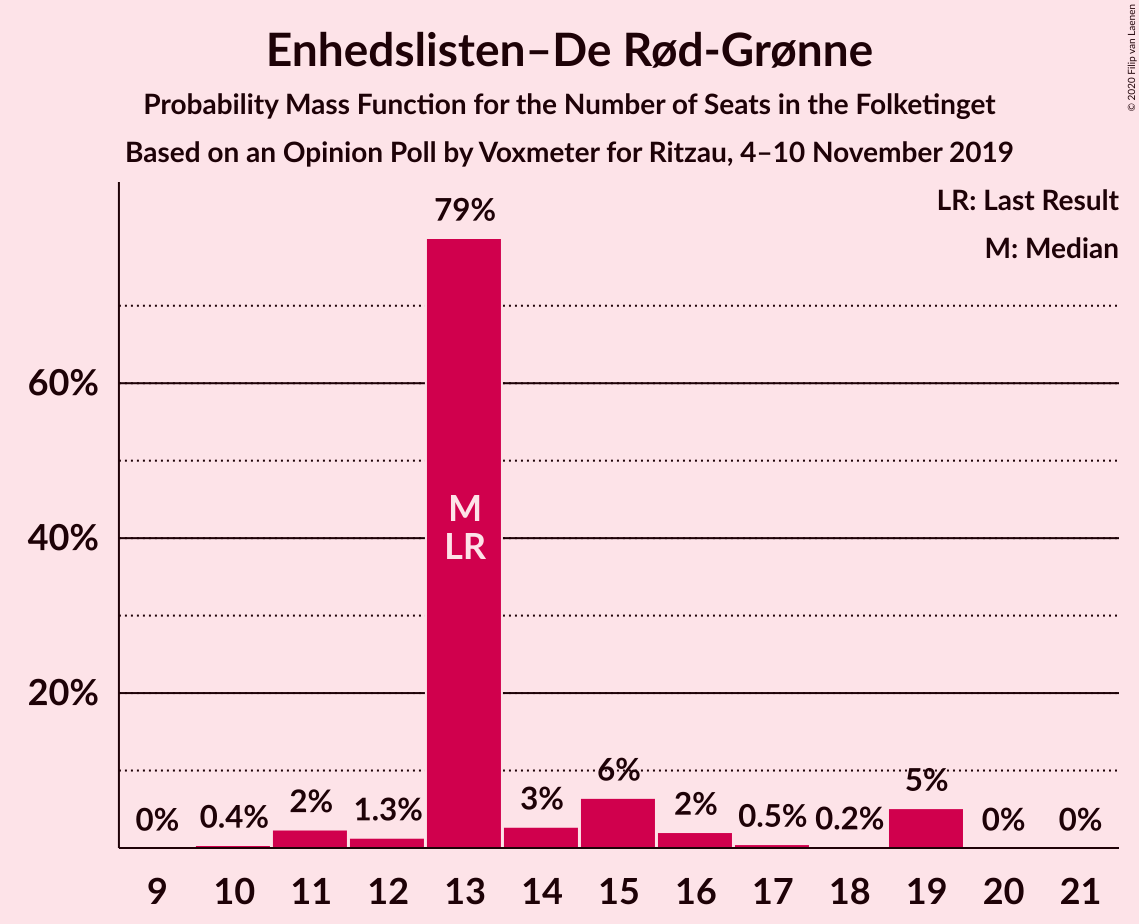 Enhedslisten–De Rød-Grønne
Probability Mass Function for the Number of Seats in the Folketinget
Based on an Opinion Poll by Voxmeter for Ritzau, 4–10 November 2019
© 2020 Filip van Laenen
LR: Last Result
M: Median
60%
40%
20%
0% 0.4% 2% 1.3% 79% 3% 6% 2% 0.5% 0.2% 5% 0% 0%
M
LR
9 10 11 12 13 14 15 16 17 18 19 20 21